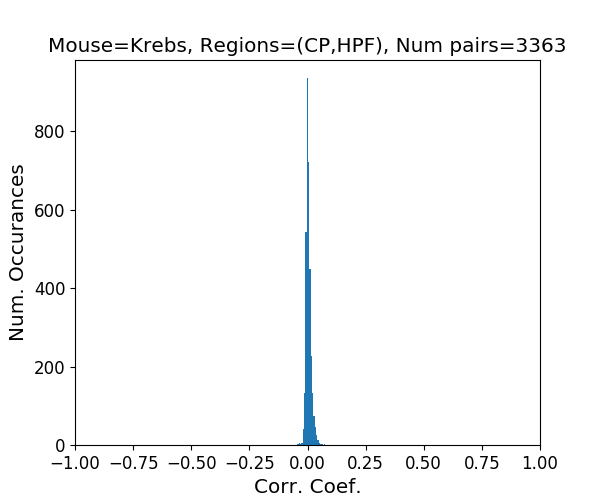 Mouse=Krebs, Regions=(CP,HPF), Num pairs=3363
Num. Occurances
800
600
400
200
0
−1.00 −0.75 −0.50 −0.25 0.00 0.25 0.50 0.75 1.00
Corr. Coef.